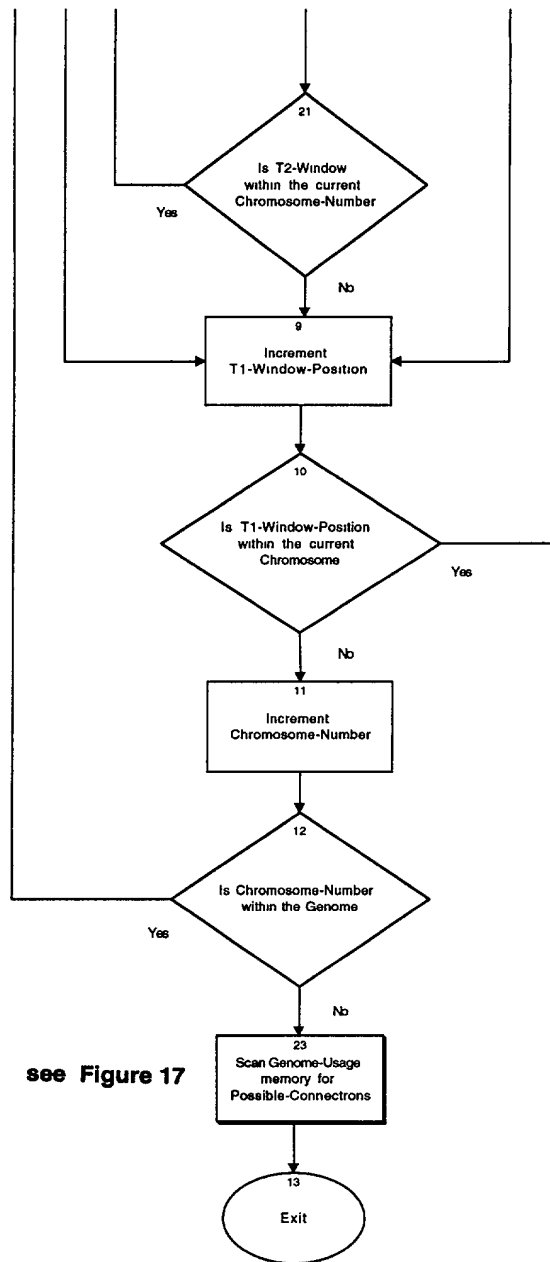 21
Is T2-Window
within the current
Chromosome-Number
Yes
No
9
Increment
T1-Window-Position
10
Is T1-Window-Position
within the current
Chromosome
Yes
No
11
Increment
Chromosome-Number
12
Is Chromosome-Number
within the Genome
Yes
No
see Figure 17
23
Scan Genome-Usage
memory for
Possible-Connectrons
13
Exit